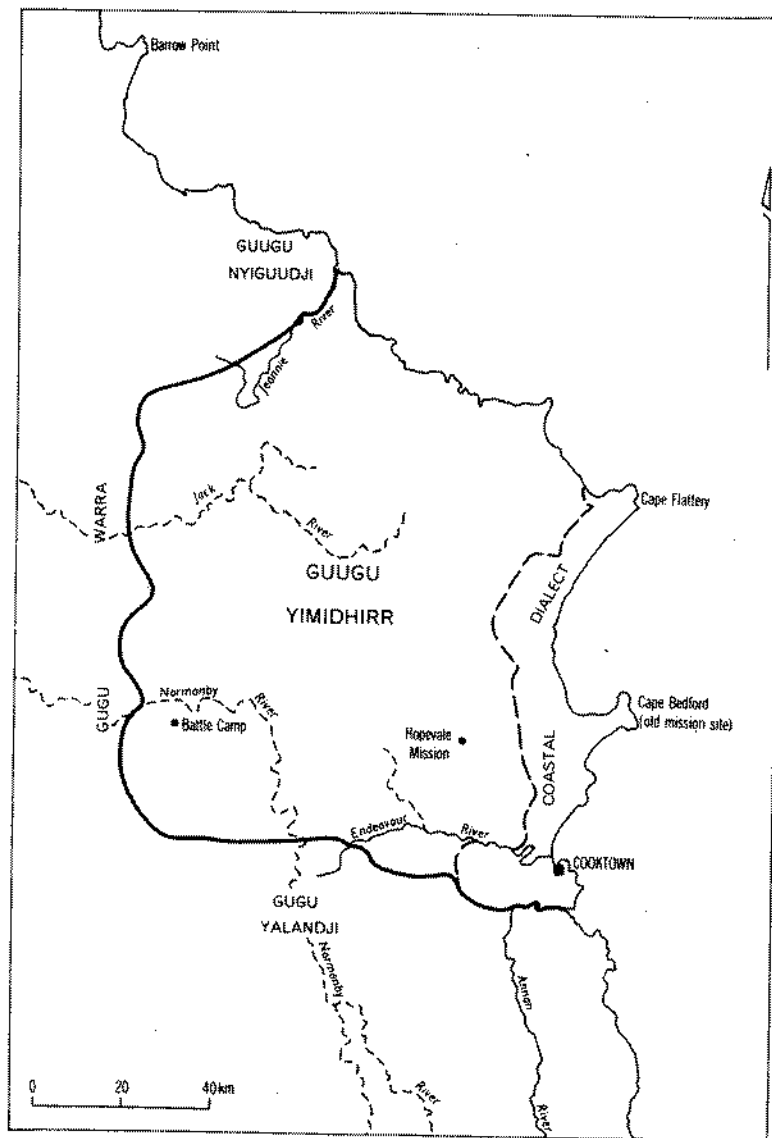 Barrow Point
GUUGU
NYIGUUDJI
River
Jeannie
WARRA
Jack
River
Cape Flattery
GUUGU
YIMIDHIRR
DIALECT
COASTAL
GUGU
Normanby
River
Battle Camp
Hopevale
Mission
Cape Bedford
(old mission site)
Endeavour
River
COOKTOWN
GUGU
YALANDJI
Normanby
River
Annan
River
0 20 40 km